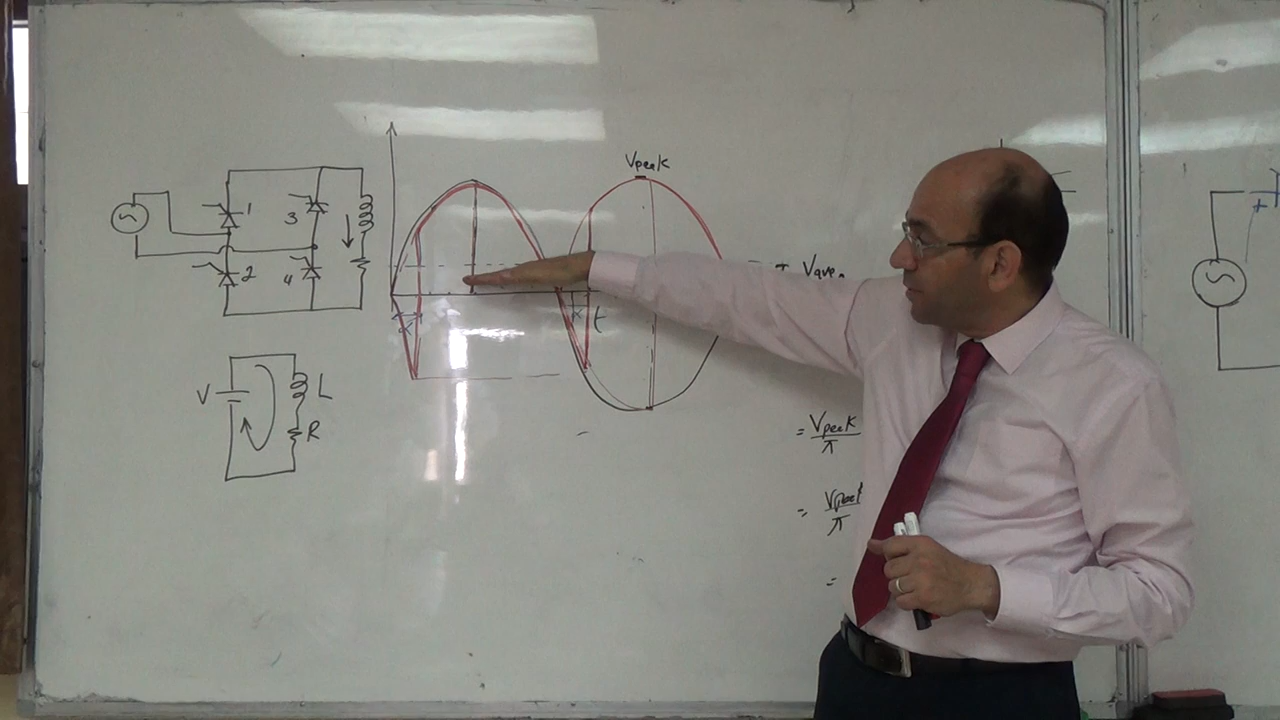 Vpeak
1
3
2
4
α
α
t
Vave.
V
L
R
= Vpeak
π
= Vpeak
π
=
+